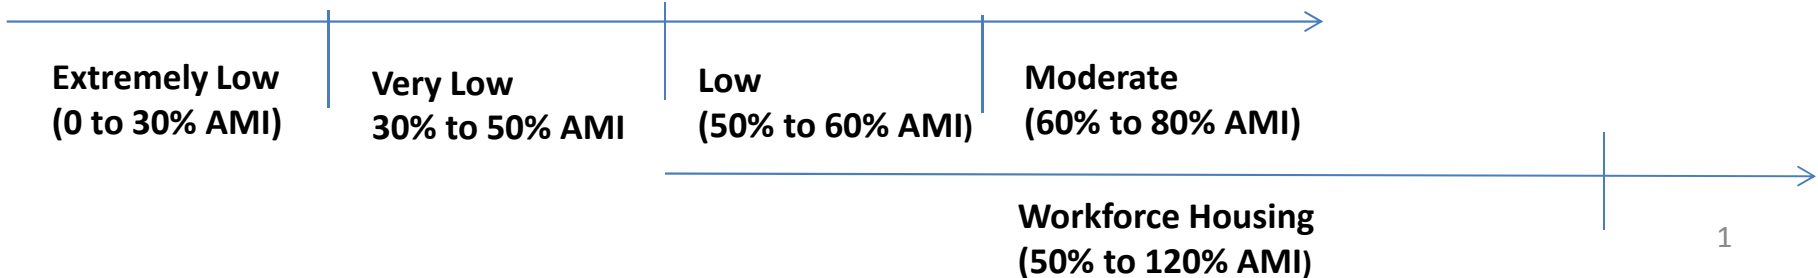 Extremely Low
(0 to 30% AMI)
Very Low
30% to 50% AMI
Low
(50% to 60% AMI)
Moderate
(60% to 80% AMI)
Workforce Housing
(50% to 120% AMI)
1